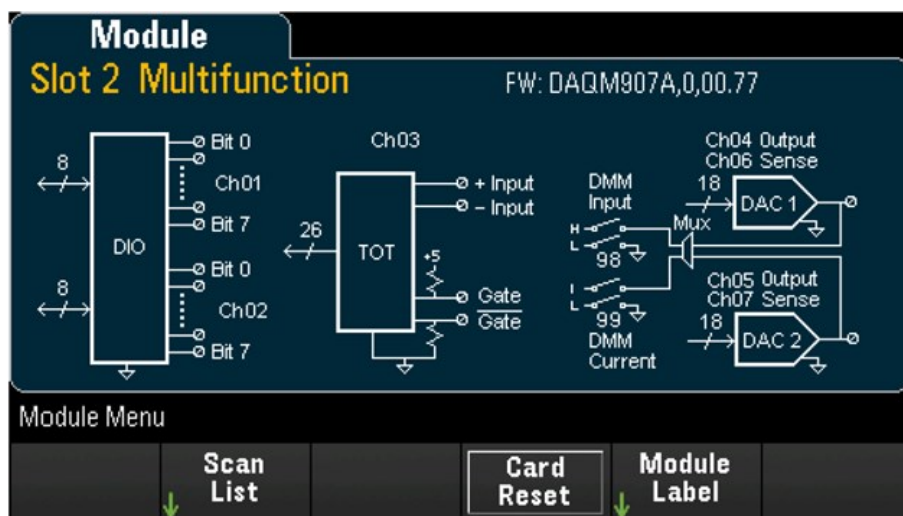 Module
Slot 2 Multifunction
FW: DAQM907A,0,00.77
8
DIO
8
Bit 0
Ch01
Bit 7
Bit 0
Ch02
Bit 7
Ch03
26
TOT
+ Input
- Input
+5
Gate
Gate
DMM
Input
H
L
98
I
L
99
DMM
Current
Mux
Ch04 Output
Ch06 Sense
18
DAC 1
Ch05 Output
Ch07 Sense
18
DAC 2
Module Menu
Scan
List
Card
Reset
Module
Label